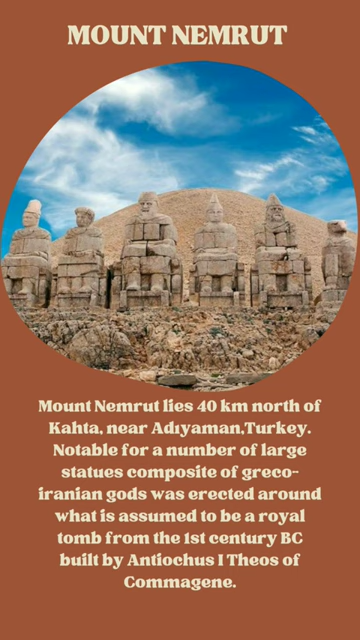 MOUNT NEMRUT
Mount Nemrut lies 40 km north of
Kahta, near Adıyaman,Turkey.
Notable for a number of large
statues composite of greco-
iranian gods was erected around
what is assumed to be a royal
tomb from the 1st century BC
built by Antiochus I Theos of
Commagene.